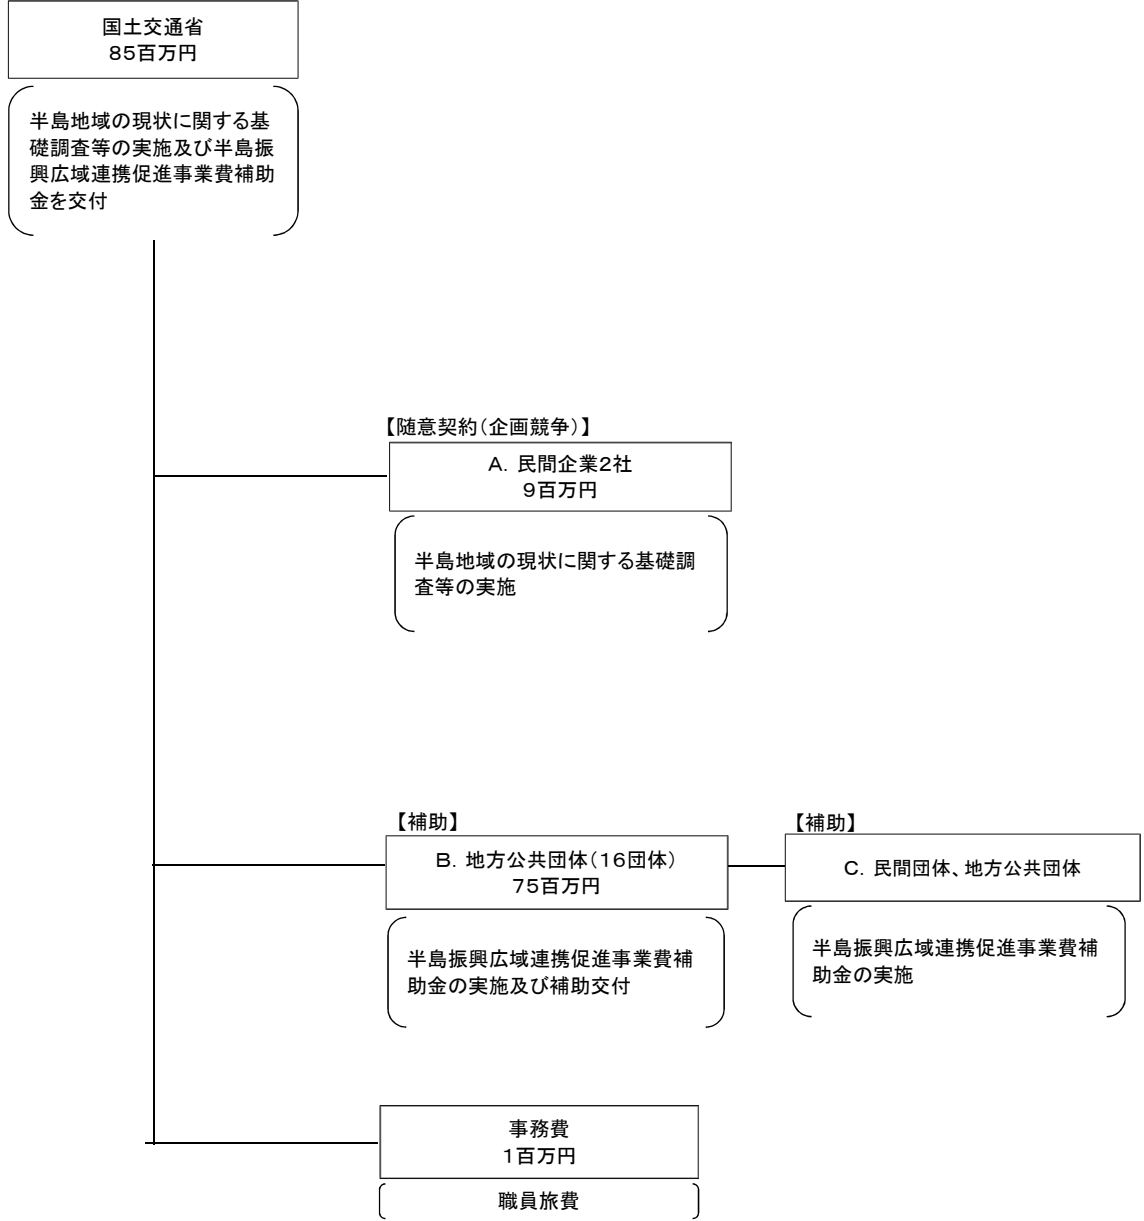 国土交通省
85百万円
半島地域の現状に関する基
礎調査等の実施及び半島振
興広域連携促進事業費補助
金を交付
【随意契約（企画競争）】
A．民間企業2社
9百万円
半島地域の現状に関する基礎調
査等の実施
【補助】
B．地方公共団体（16団体）
75百万円
半島振興広域連携促進事業費補
助金の実施及び補助交付
【補助】
C．民間団体、地方公共団体
半島振興広域連携促進事業費補
助金の実施
事務費
1百万円
職員旅費